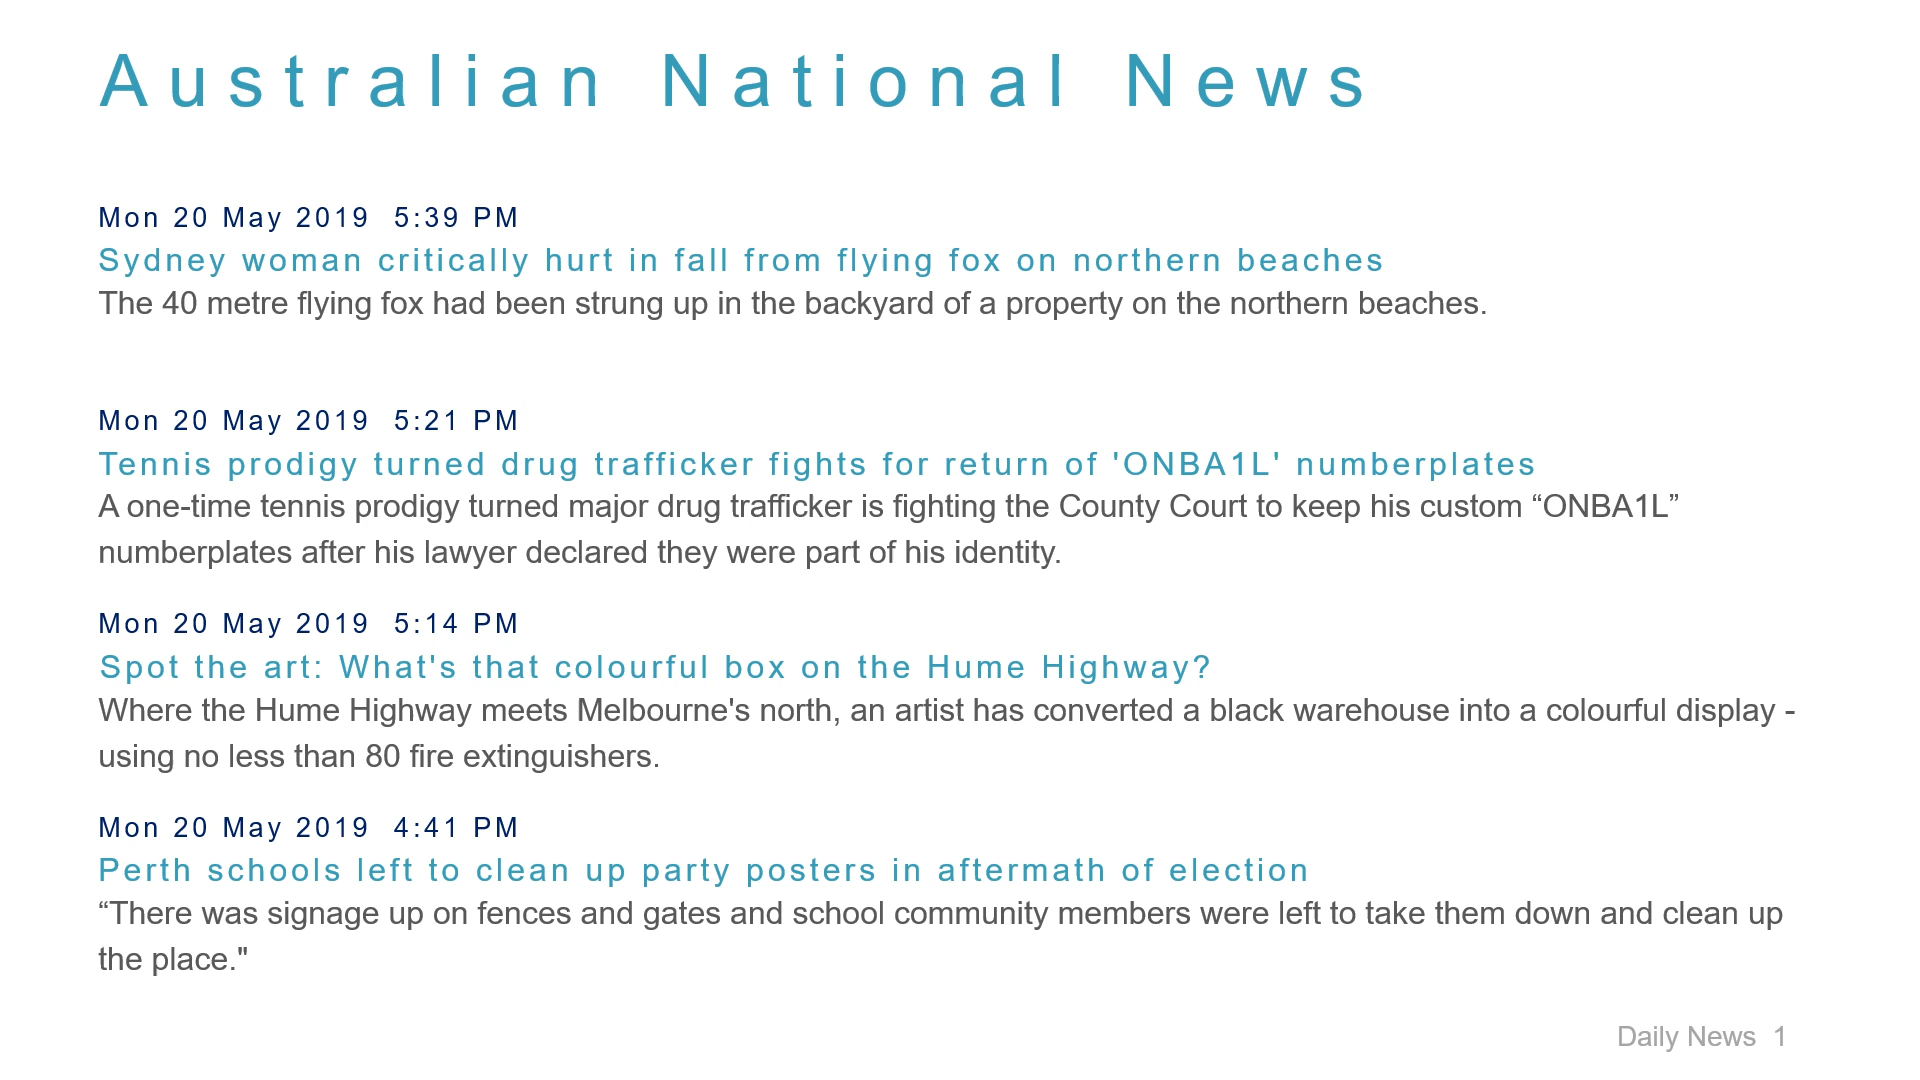 Australian National News
Mon 20 May 2019  5:39 PM
Sydney woman critically hurt in fall from flying fox on northern beaches
The 40 metre flying fox had been strung up in the backyard of a property on the northern beaches.
Mon 20 May 2019  5:21 PM
Tennis prodigy turned drug trafficker fights for return of 'ONBA1L' numberplates
A one-time tennis prodigy turned major drug trafficker is fighting the County Court to keep his custom “ONBA1L”
numberplates after his lawyer declared they were part of his identity.
Mon 20 May 2019  5:14 PM
Spot the art: What's that colourful box on the Hume Highway?
Where the Hume Highway meets Melbourne's north, an artist has converted a black warehouse into a colourful display -
using no less than 80 fire extinguishers.
Mon 20 May 2019  4:41 PM
Perth schools left to clean up party posters in aftermath of election
“There was signage up on fences and gates and school community members were left to take them down and clean up
the place."
Daily News  1